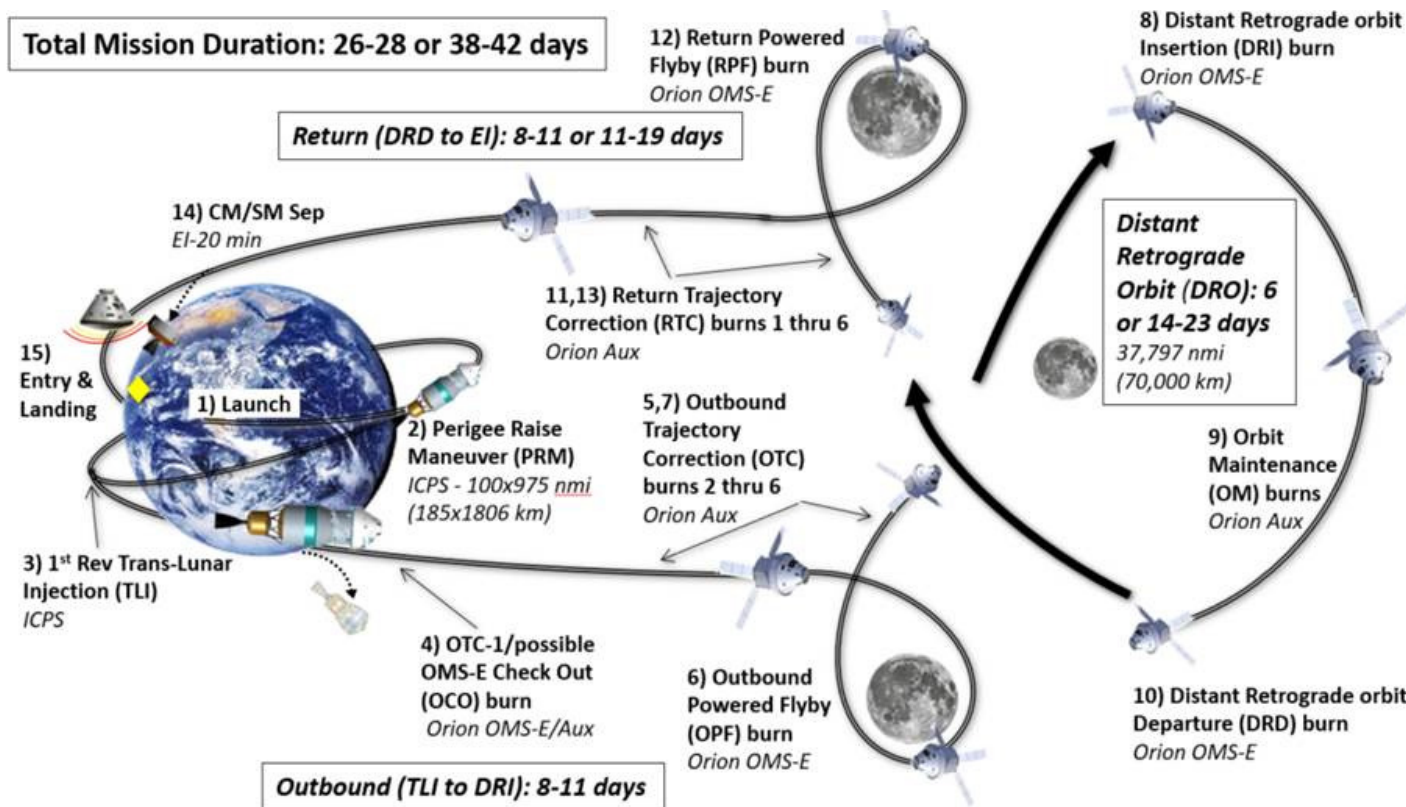 Total Mission Duration: 26-28 or 38-42 days
Return (DRD to EI): 8-11 or 11-19 days
12) Return Powered
Flyby (RPF) burn
Orion OMS-E
8) Distant Retrograde orbit
Insertion (DRI) burn
Orion OMS-E
14) CM/SM Sep
EI-20 min
11,13) Return Trajectory
Correction (RTC) burns 1 thru 6
Orion Aux
Distant
Retrograde
Orbit (DRO): 6
or 14-23 days
37,797 nmi
(70,000 km)
15)
Entry &
Landing
1) Launch
2) Perigee Raise
Maneuver (PRM)
ICPS - 100x975 nmi
(185x1806 km)
5,7) Outbound
Trajectory
Correction (OTC)
burns 2 thru 6
Orion Aux
9) Orbit
Maintenance
(OM) burns
Orion Aux
3) 1st Rev Trans-Lunar
Injection (TLI)
ICPS
4) OTC-1/possible
OMS-E Check Out
(OCO) burn
Orion OMS-E/Aux
6) Outbound
Powered Flyby
(OPF) burn
Orion OMS-E
10) Distant Retrograde orbit
Departure (DRD) burn
Orion OMS-E
Outbound (TLI to DRI): 8-11 days